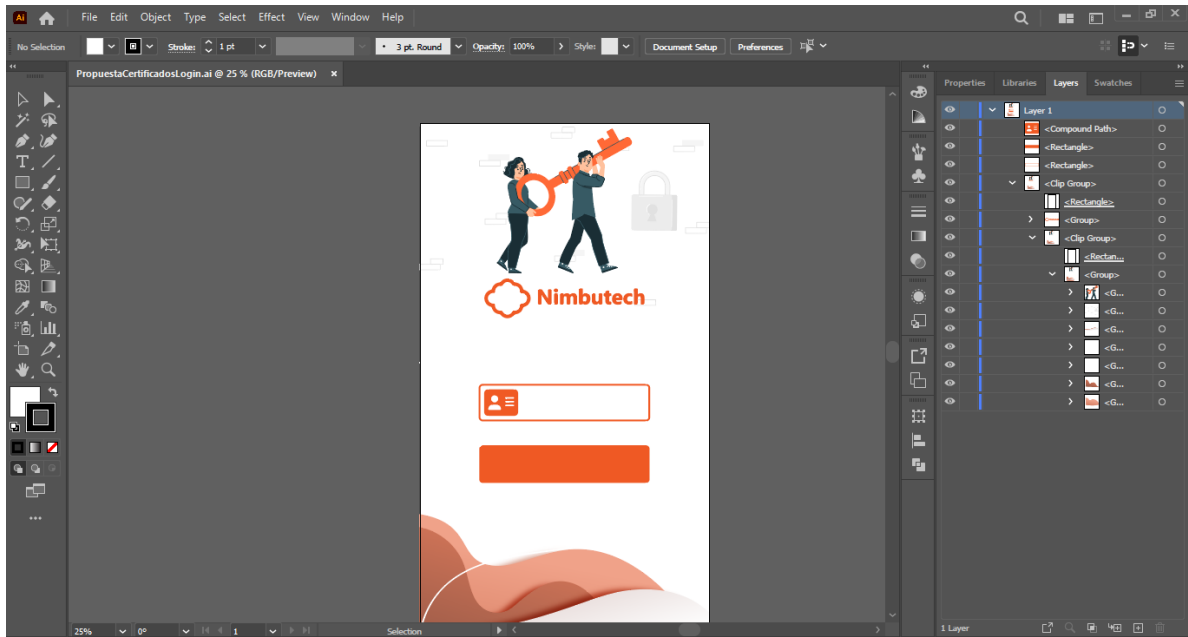 Ai File Edit Object Type Select Effect View Window Help
No Selection Stroke: 1 pt 3 pt. Round Opacity: 100% Style: Document Setup Preferences
PropuestaCertificadosLogin.ai @ 25 % (RGB/Preview) ×
Properties Libraries Layers Swatches
Layer 1
<Compound Path>
<Rectangle>
<Rectangle>
<Clip Group>
<Rectangle>
<Group>
<Clip Group>
<Rectan...
<Group>
<G...
<G...
<G...
<G...
<G...
<G...
<G...
Nimbutech
25% 0° 1 Selection
1 Layer